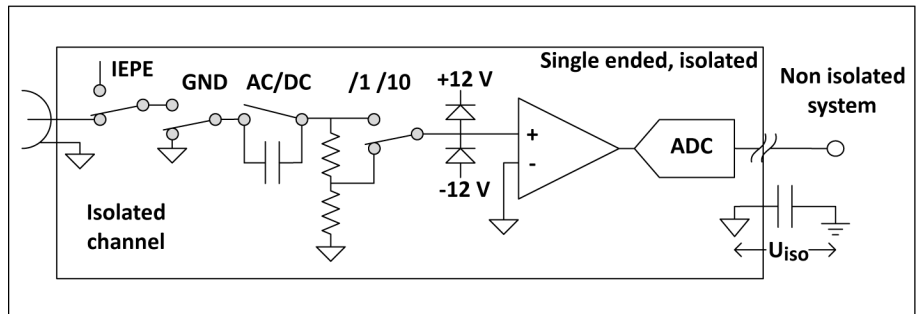 IEPE
GND
AC/DC
/1 /10
+12 V
-12 V
Single ended, isolated
+
-
ADC
Non isolated
system
Isolated
channel
Uiso